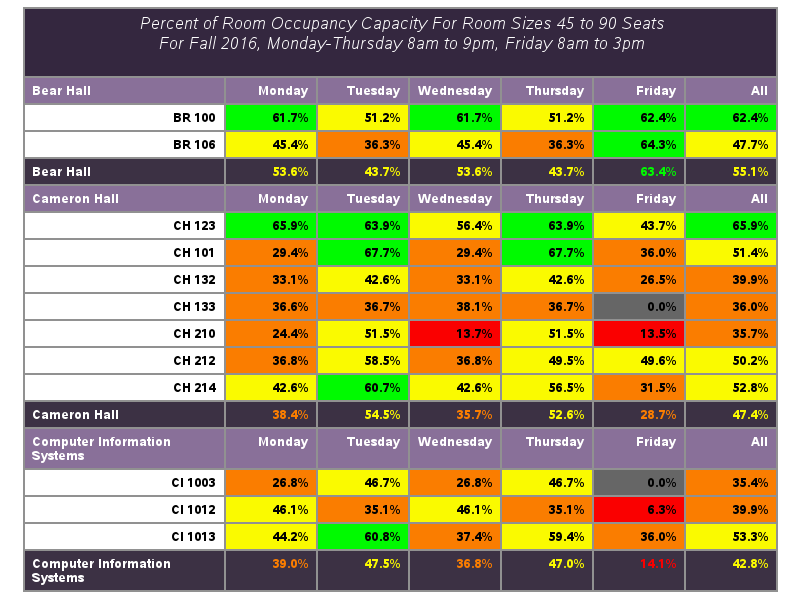 Percent of Room Occupancy Capacity For Room Sizes 45 to 90 Seats
For Fall 2016, Monday-Thursday 8am to 9pm, Friday 8am to 3pm
Bear Hall Monday Tuesday Wednesday Thursday Friday All
BR 100 61.7% 51.2% 61.7% 51.2% 62.4% 62.4%
BR 106 45.4% 36.3% 45.4% 36.3% 64.3% 47.7%
Bear Hall 53.6% 43.7% 53.6% 43.7% 63.4% 55.1%
Cameron Hall Monday Tuesday Wednesday Thursday Friday All
CH 123 65.9% 63.9% 56.4% 63.9% 43.7% 65.9%
CH 101 29.4% 67.7% 29.4% 67.7% 36.0% 51.4%
CH 132 33.1% 42.6% 33.1% 42.6% 26.5% 39.9%
CH 133 36.6% 36.7% 38.1% 36.7% 0.0% 36.0%
CH 210 24.4% 51.5% 13.7% 51.5% 13.5% 35.7%
CH 212 36.8% 58.5% 36.8% 49.5% 49.6% 50.2%
CH 214 42.6% 60.7% 42.6% 56.5% 31.5% 52.8%
Cameron Hall 38.4% 54.5% 35.7% 52.6% 28.7% 47.4%
Computer Information Monday Tuesday Wednesday Thursday Friday All
Systems
CI 1003 26.8% 46.7% 26.8% 46.7% 0.0% 35.4%
CI 1012 46.1% 35.1% 46.1% 35.1% 6.3% 39.9%
CI 1013 44.2% 60.8% 37.4% 59.4% 36.0% 53.3%
Computer Information 39.0% 47.5% 36.8% 47.0% 14.1% 42.8%
Systems